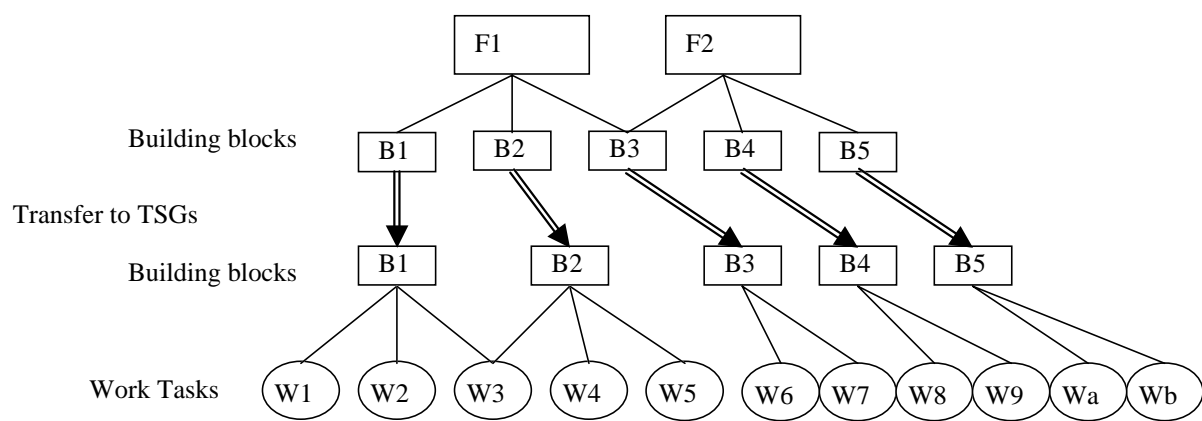 F1 F2
Building blocks B1 B2 B3 B4 B5
Transfer to TSGs
Building blocks B1 B2 B3 B4 B5
Work Tasks W1 W2 W3 W4 W5 W6 W7 W8 W9 Wa Wb